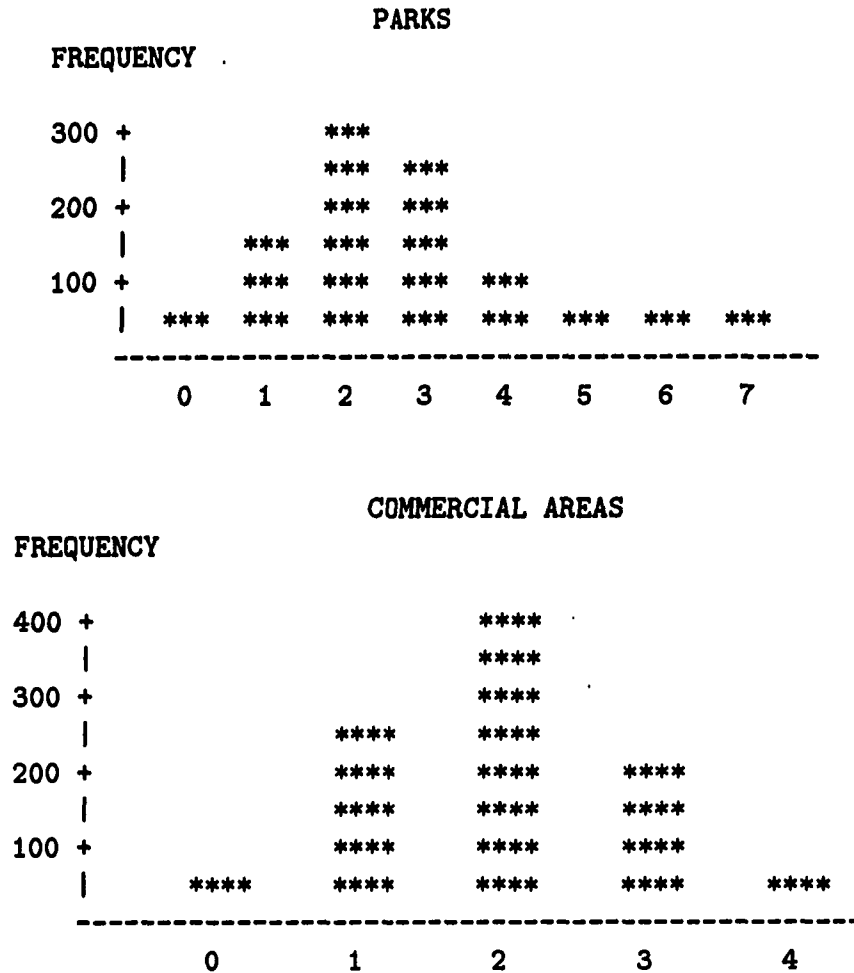 PARKS
FREQUENCY
300 + ***
| *** ***
200 + *** ***
| *** *** ***
100 + *** *** *** ***
| *** *** *** *** *** *** *** ***
------------------------------------------------
0 1 2 3 4 5 6 7
COMMERCIAL AREAS
FREQUENCY
400 + ****
| ****
300 + ****
| **** ****
200 + **** **** ****
| **** **** ****
100 + **** **** ****
| **** **** **** **** ****
------------------------------------------------------
0 1 2 3 4